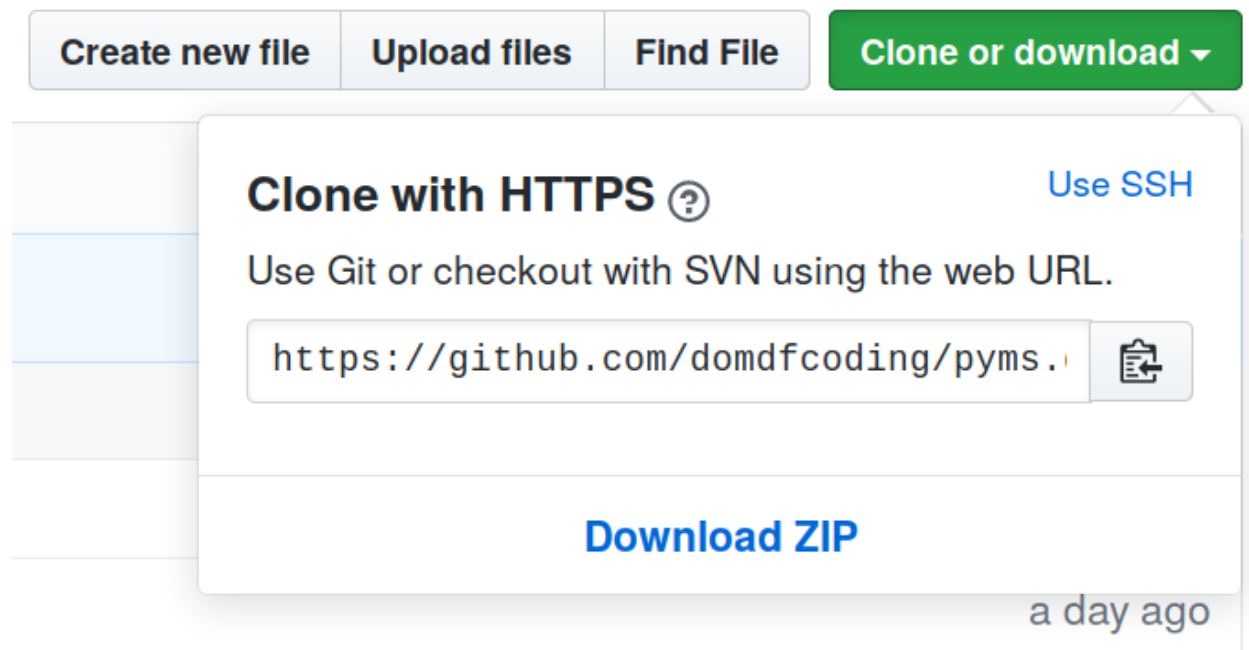 Create new file Upload files Find File Clone or download
Clone with HTTPS
Use SSH
Use Git or checkout with SVN using the web URL.
https://github.com/domdfcoding/pyms.
Download ZIP
a day ago